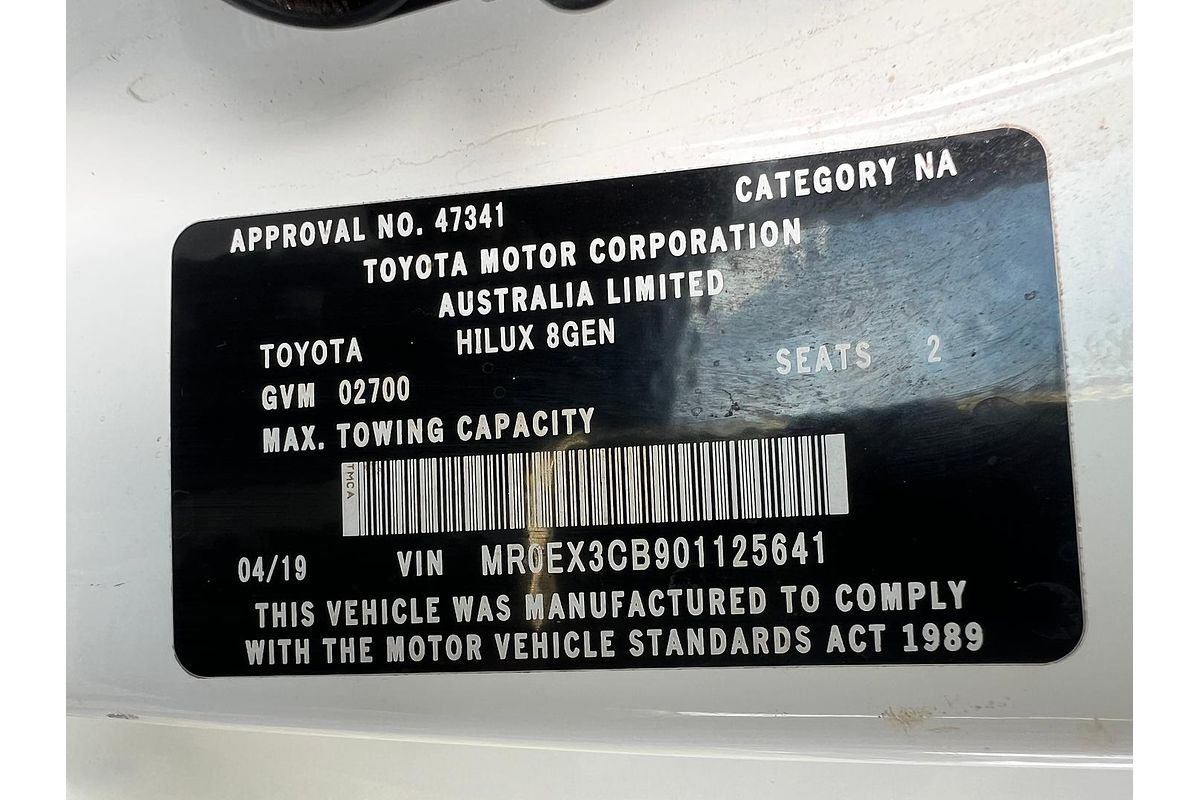 APPROVAL NO. 47341 CATEGORY NA
TOYOTA MOTOR CORPORATION
AUSTRALIA LIMITED
TOYOTA HILUX 8GEN
GVM 02700 SEATS 2
MAX. TOWING CAPACITY
TMCA
04/19 VIN MR0EX3CB901125641
THIS VEHICLE WAS MANUFACTURED TO COMPLY
WITH THE MOTOR VEHICLE STANDARDS ACT 1989